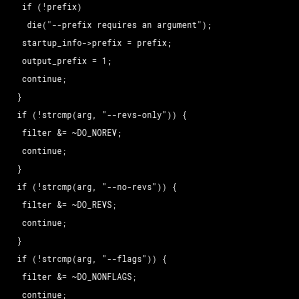 if (!prefix)
die("--prefix requires an argument");
startup_info->prefix = prefix;
output_prefix = 1;
continue;
}
if (!strcmp(arg, "--revs-only")) {
filter &= ~DO_NOREV;
continue;
}
if (!strcmp(arg, "--no-revs")) {
filter &= ~DO_REVS;
continue;
}
if (!strcmp(arg, "--flags")) {
filter &= ~DO_NONFLAGS;
continue;